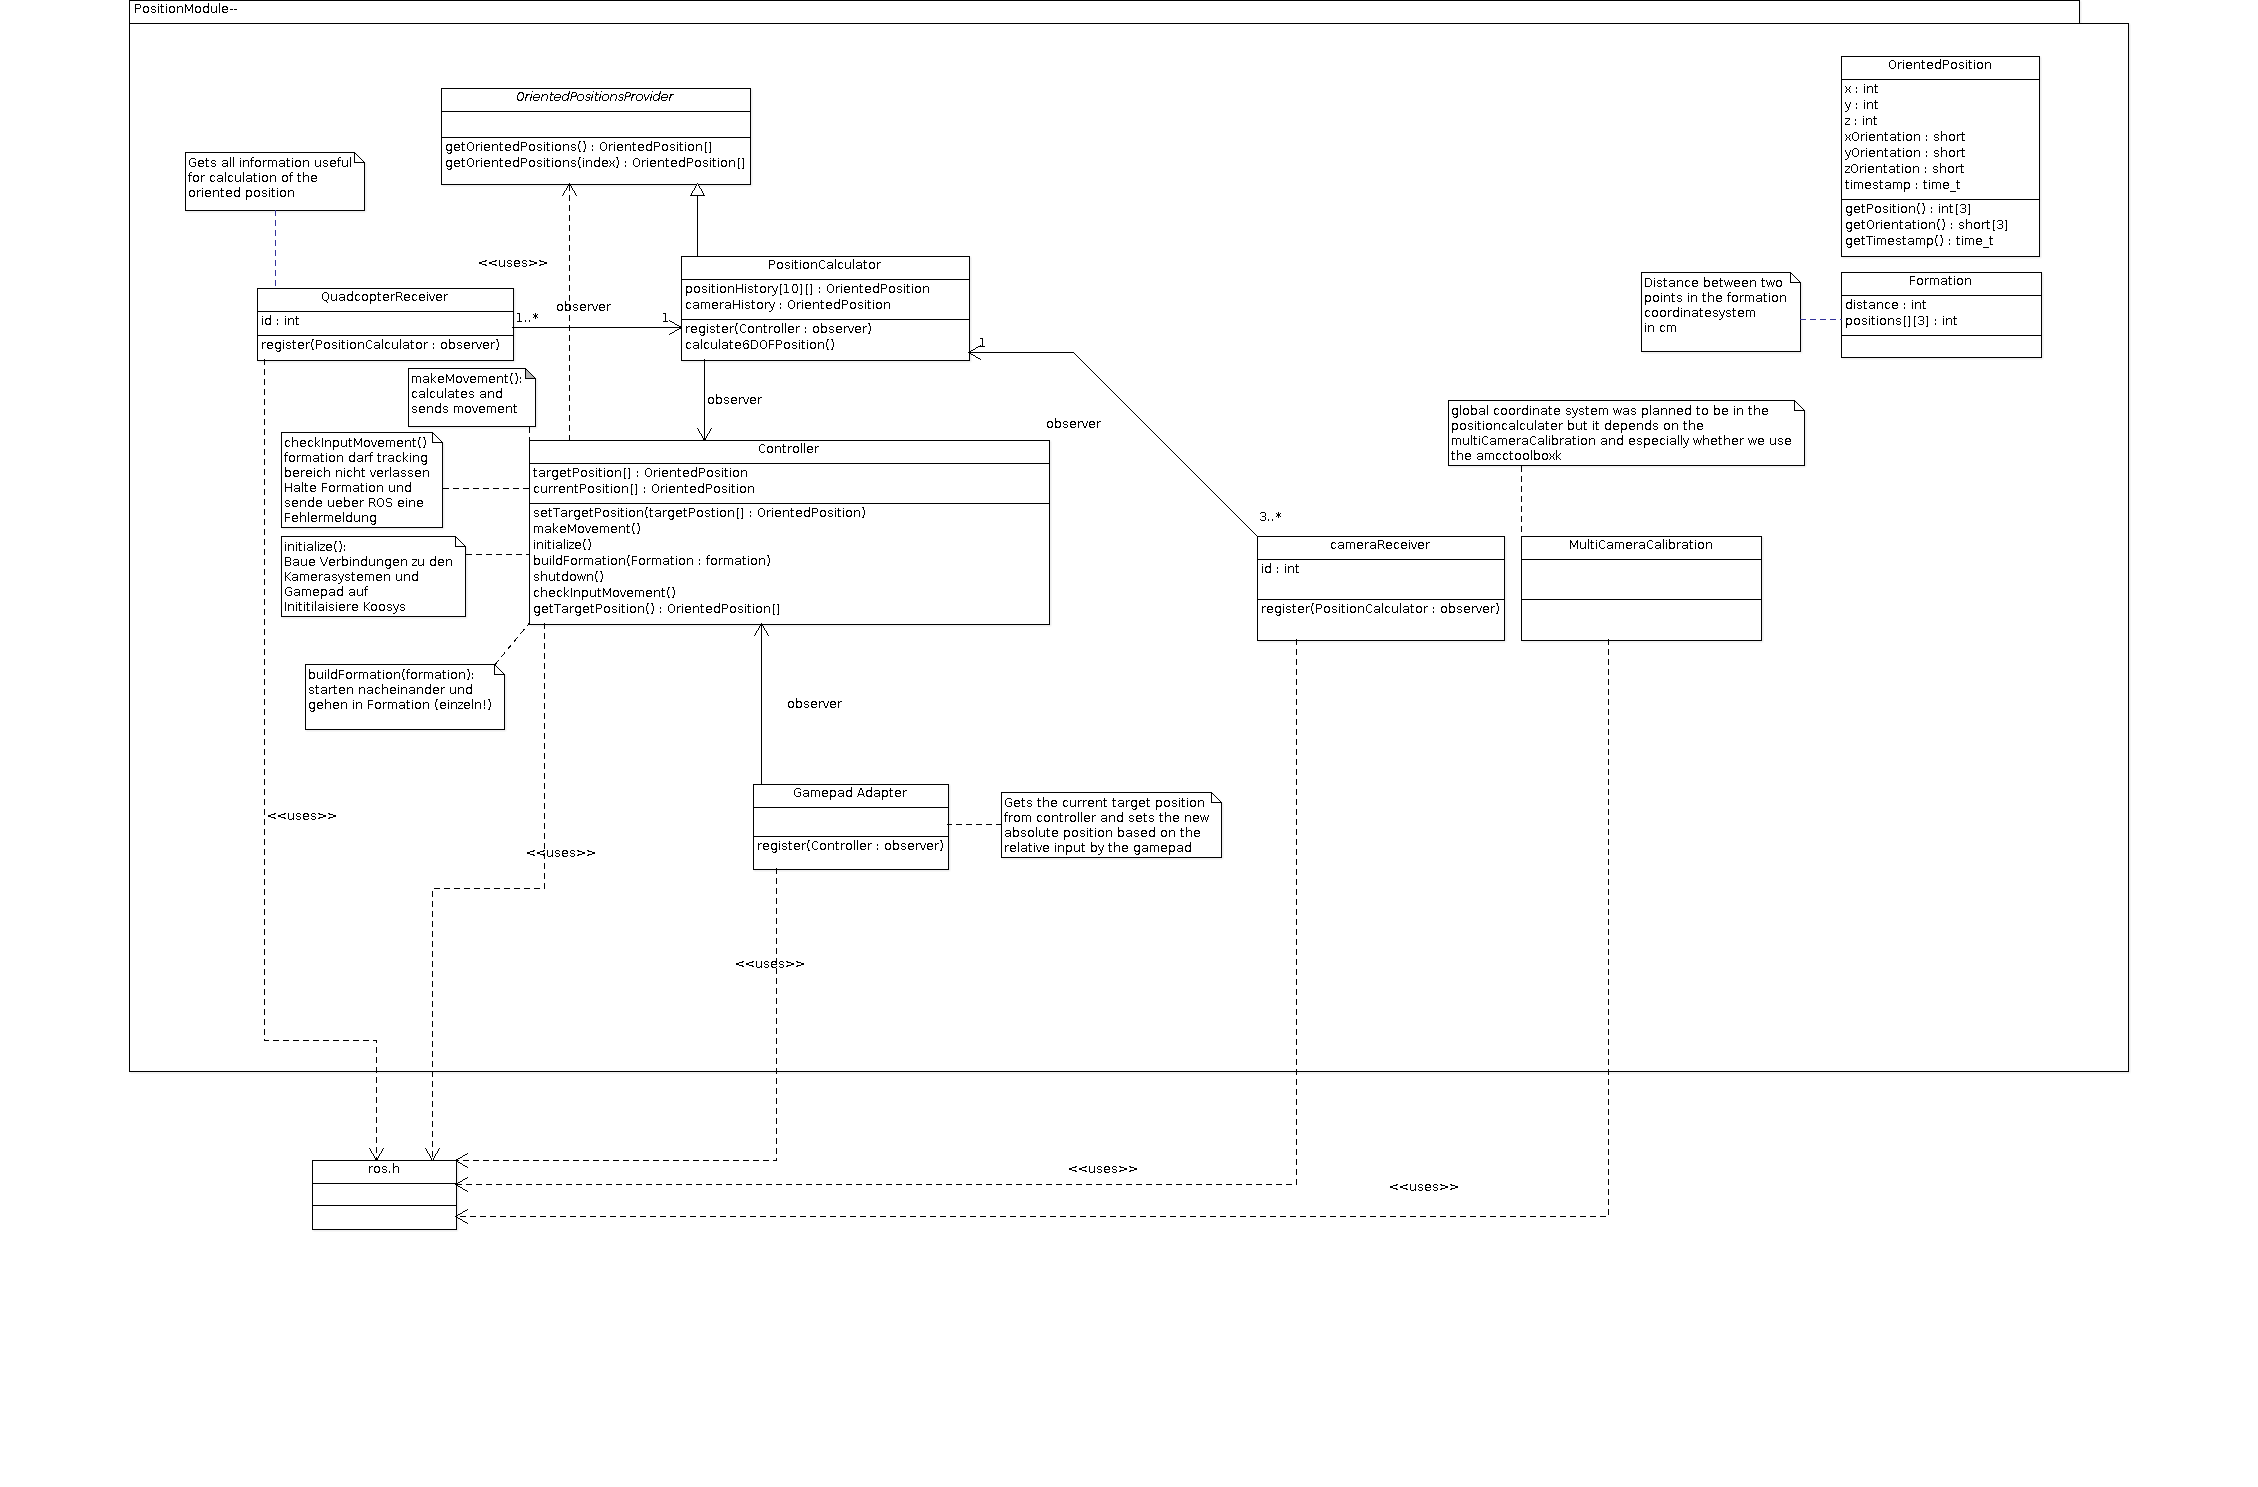 PositionModule--
OrientedPositionsProvider
getOrientedPositions() : OrientedPosition[]
getOrientedPositions(index) : OrientedPosition[]
OrientedPosition
x : int
y : int
z : int
xOrientation : short
yOrientation : short
zOrientation : short
timestamp : time_t
getPosition() : int[3]
getOrientation() : short[3]
getTimestamp() : time_t
Gets all information useful
for calculation of the
oriented position
<<uses>>
PositionCalculator
positionHistory[10][] : OrientedPosition
cameraHistory : OrientedPosition
register(Controller : observer)
calculate6DOFPosition()
QuadcopterReceiver
id : int
register(PositionCalculator : observer)
1..*
observer
1
Distance between two
points in the formation
coordinatesystem
in cm
Formation
distance : int
positions[][3] : int
1
makeMovement():
calculates and
sends movement
observer
observer
global coordinate system was planned to be in the
positioncalculater but it depends on the
multiCameraCalibration and especially whether we use
the amcctoolboxk
checkInputMovement()
formation darf tracking
bereich nicht verlassen
Halte Formation und
sende ueber ROS eine
Fehlermeldung
Controller
targetPosition[] : OrientedPosition
currentPosition[] : OrientedPosition
setTargetPosition(targetPostion[] : OrientedPosition)
makeMovement()
initialize()
buildFormation(Formation : formation)
shutdown()
checkInputMovement()
getTargetPosition() : OrientedPosition[]
3..*
initialize():
Baue Verbindungen zu den
Kamerasystemen und
Gamepad auf
Inititilaisiere Koosys
cameraReceiver
id : int
register(PositionCalculator : observer)
MultiCameraCalibration
buildFormation(formation):
starten nacheinander und
gehen in Formation (einzeln!)
observer
Gamepad Adapter
register(Controller : observer)
Gets the current target position
from controller and sets the new
absolute position based on the
relative input by the gamepad
<<uses>>
<<uses>>
<<uses>>
ros.h
<<uses>>
<<uses>>